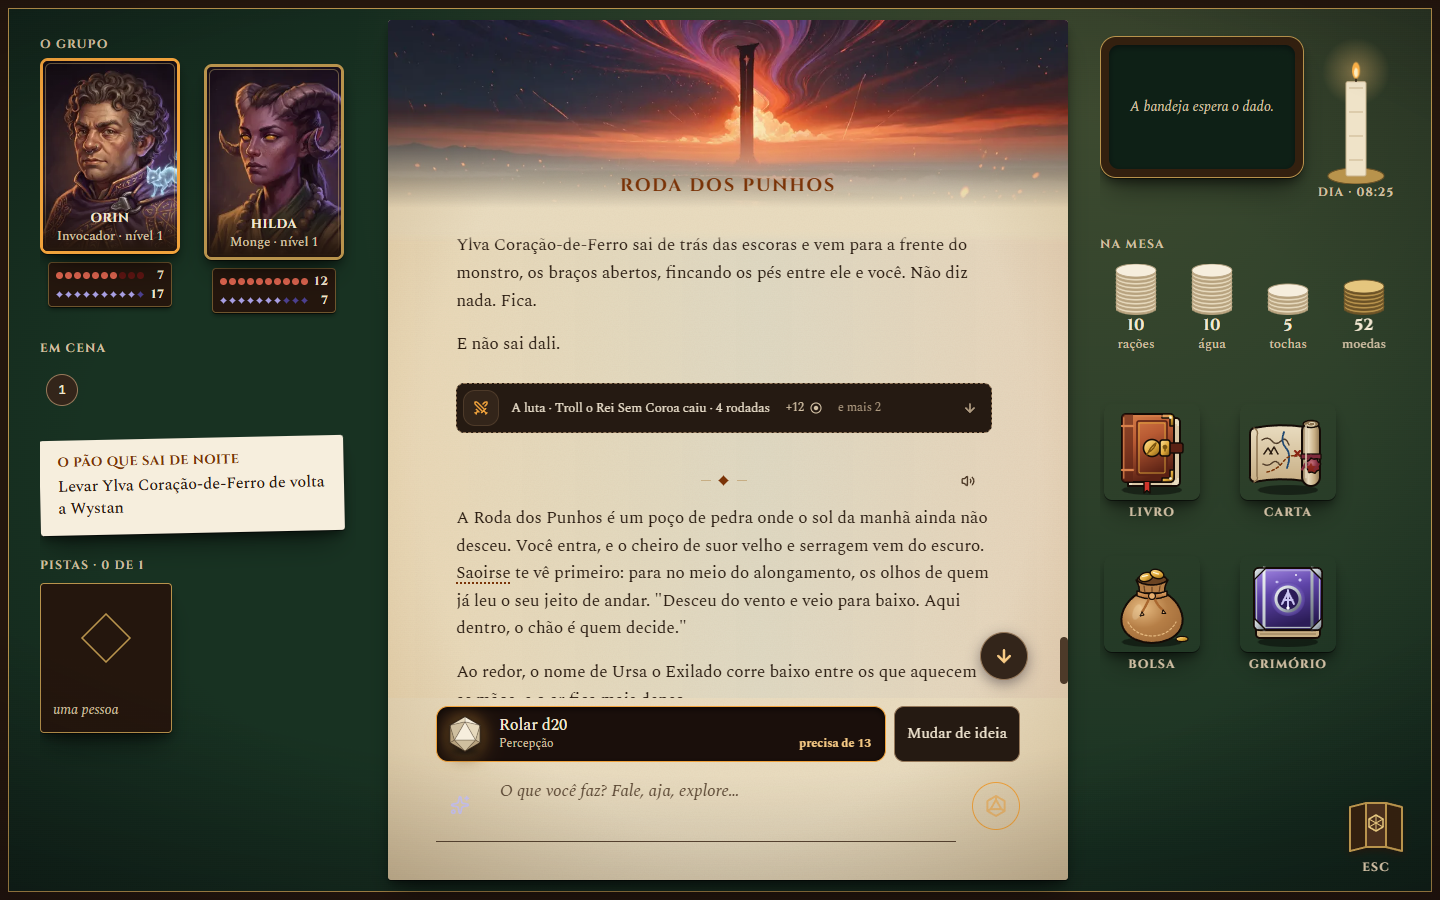 O GRUPO
ORIN
Invocador · nível 1
7
17
HILDA
Monge · nível 1
12
7
EM CENA
1
O PÃO QUE SAI DE NOITE
Levar Ylva Coração-de-Ferro de volta
a Wystan
PISTAS · 0 DE 1
uma pessoa
RODA DOS PUNHOS
Ylva Coração-de-Ferro sai de trás das escoras e vem para a frente do
monstro, os braços abertos, fincando os pés entre ele e você. Não diz
nada. Fica.
E não sai dali.
A luta · Troll o Rei Sem Coroa caiu · 4 rodadas +12 e mais 2
A Roda dos Punhos é um poço de pedra onde o sol da manhã ainda não
desceu. Você entra, e o cheiro de suor velho e serragem vem do escuro.
Saoirse te vê primeiro: para no meio do alongamento, os olhos de quem
já leu o seu jeito de andar. "Desceu do vento e veio para baixo. Aqui
dentro, o chão é quem decide."
Ao redor, o nome de Ursa o Exilado corre baixo entre os que aquecem
Rolar d20
Percepção
precisa de 13
Mudar de ideia
O que você faz? Fale, aja, explore...
A bandeja espera o dado.
DIA · 08:25
NA MESA
10
rações
10
água
5
tochas
52
moedas
LIVRO
CARTA
BOLSA
GRIMÓRIO
ESC